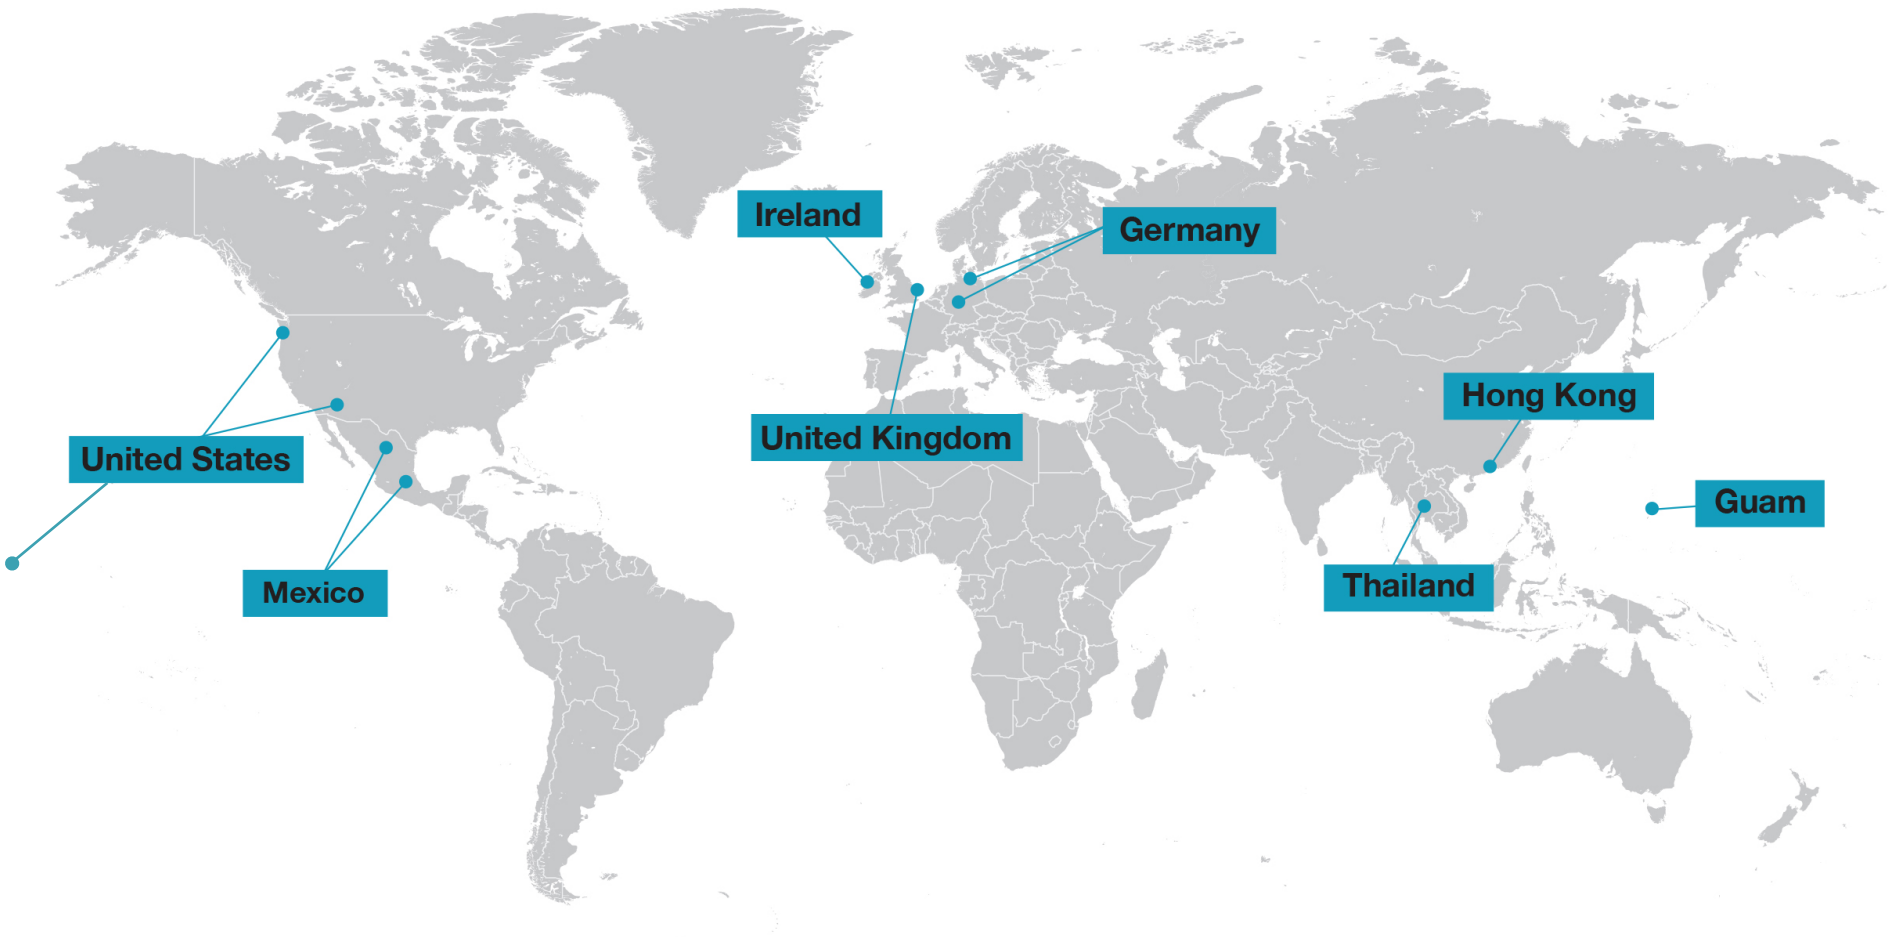 Ireland
Germany
Hong Kong
United Kingdom
United States
Guam
Thailand
Mexico